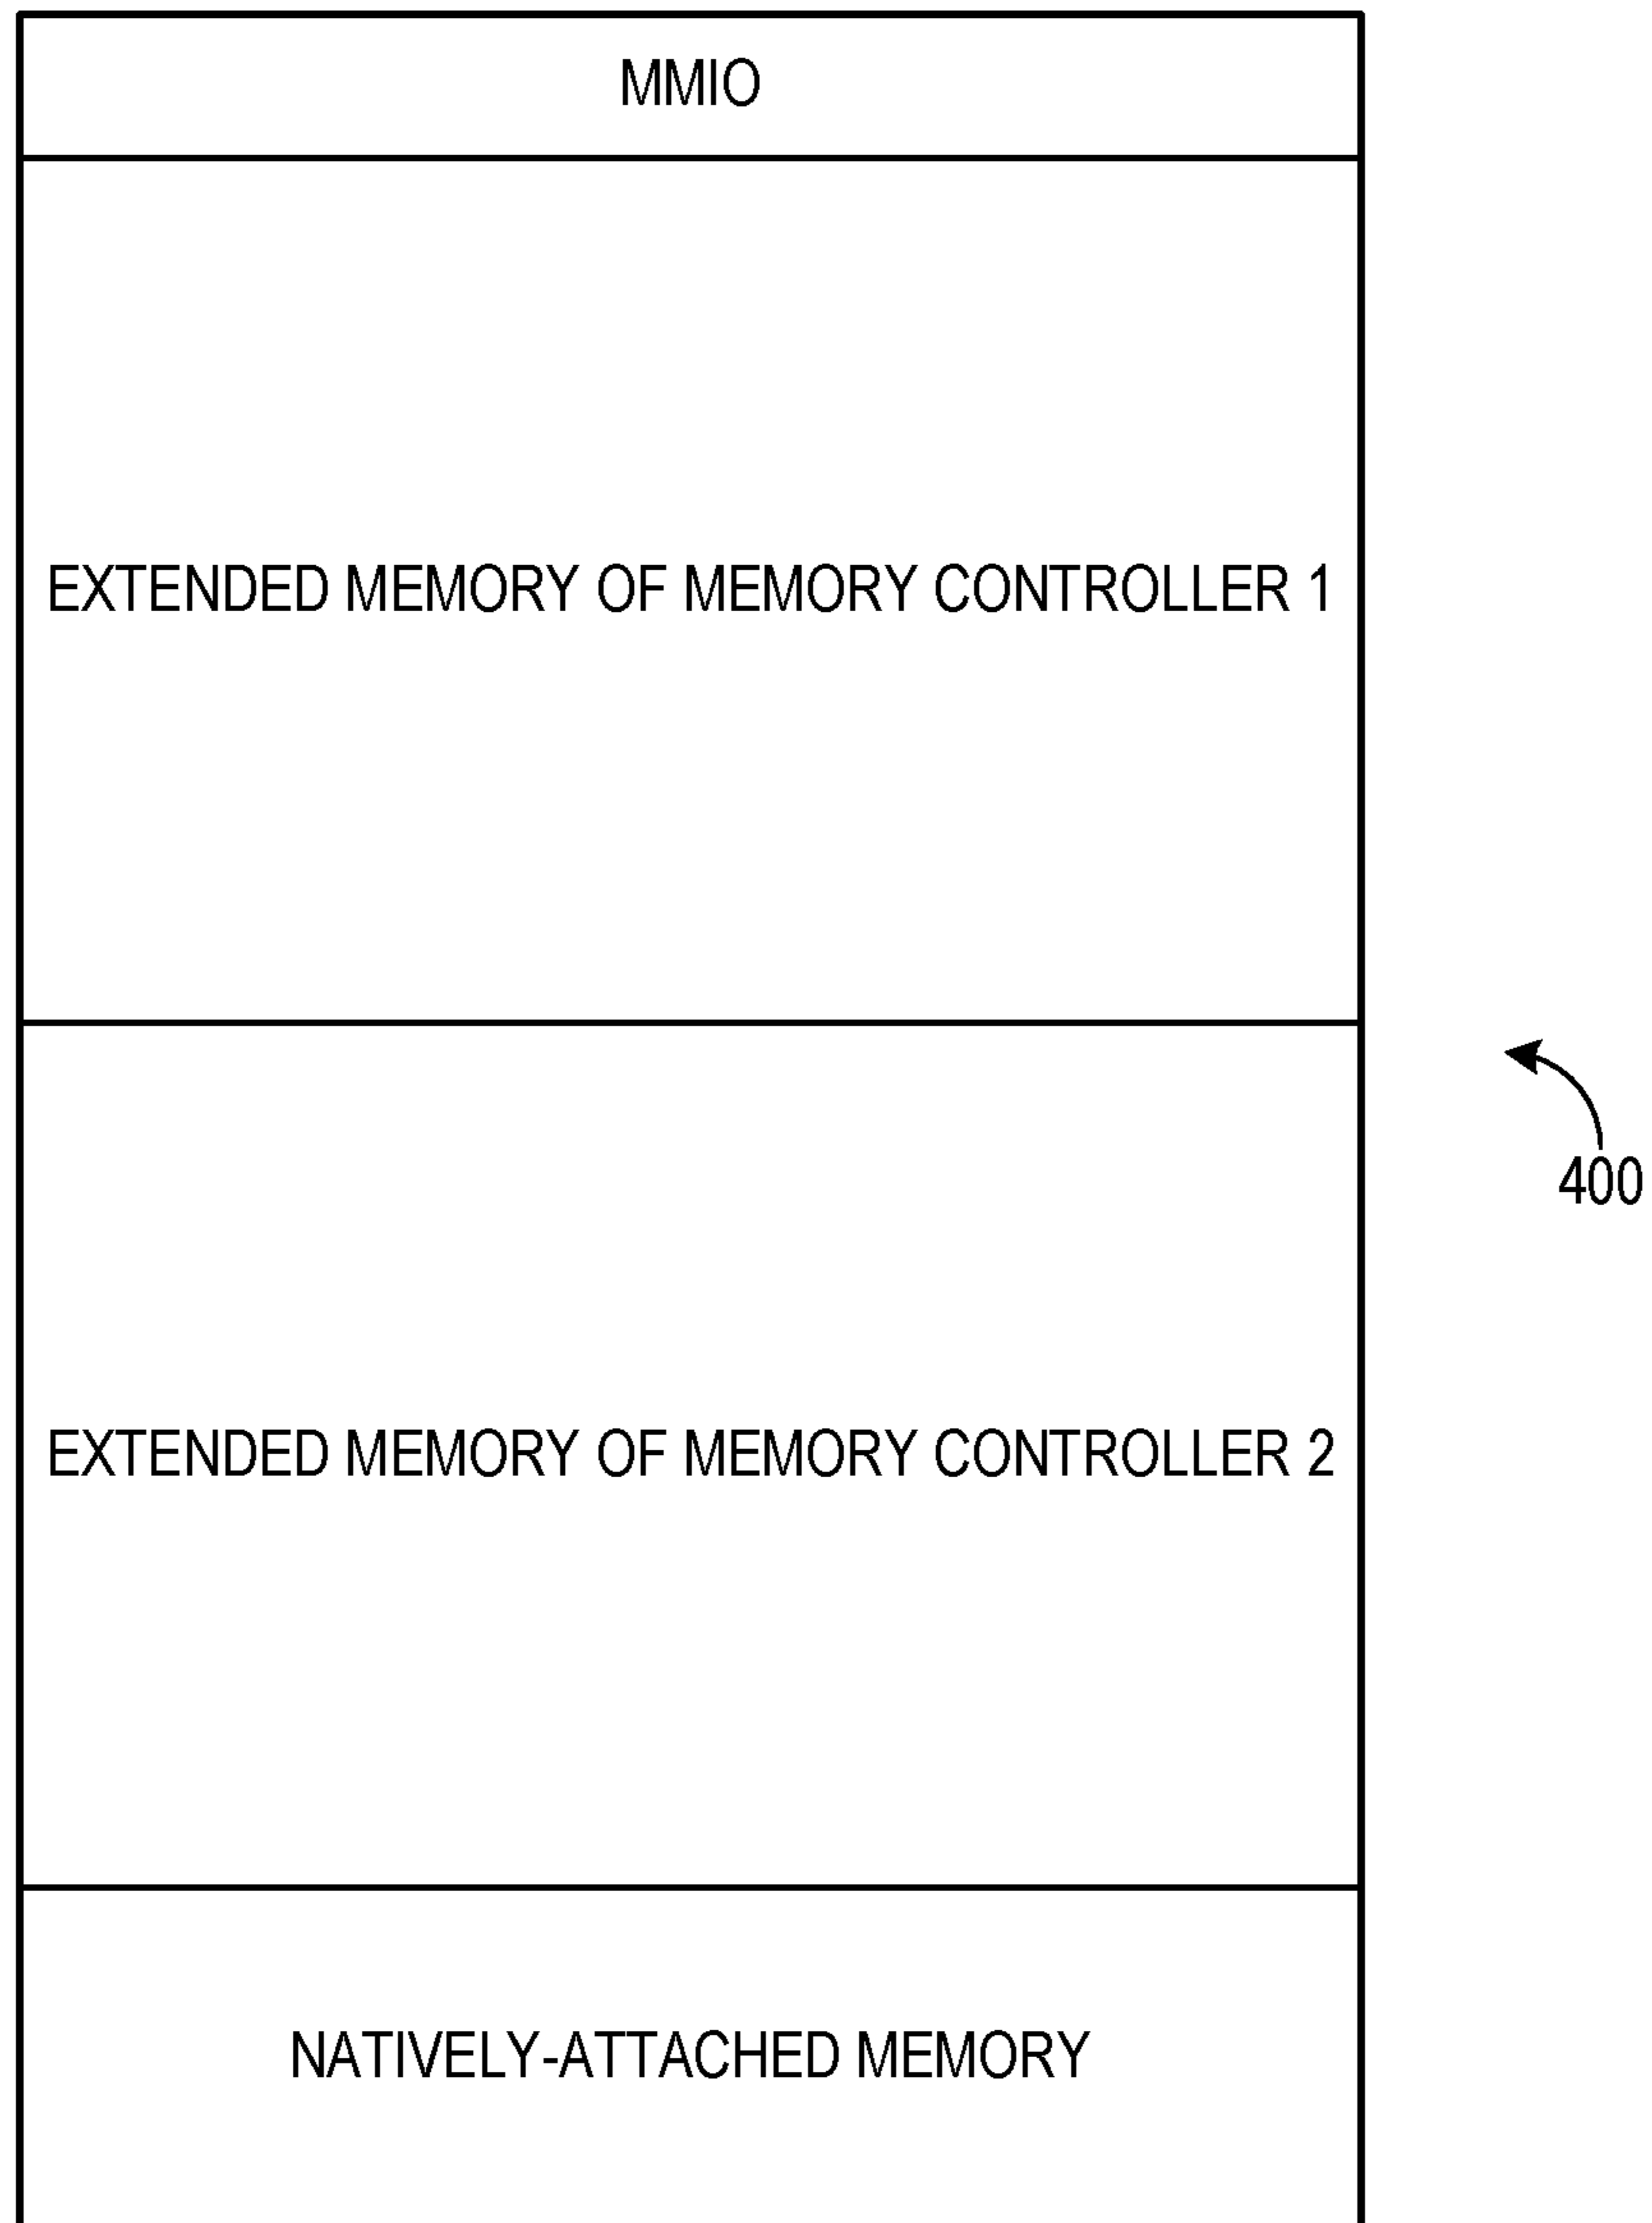 MMIO
EXTENDED MEMORY OF MEMORY CONTROLLER 1
400
EXTENDED MEMORY OF MEMORY CONTROLLER 2
NATIVELY-ATTACHED MEMORY